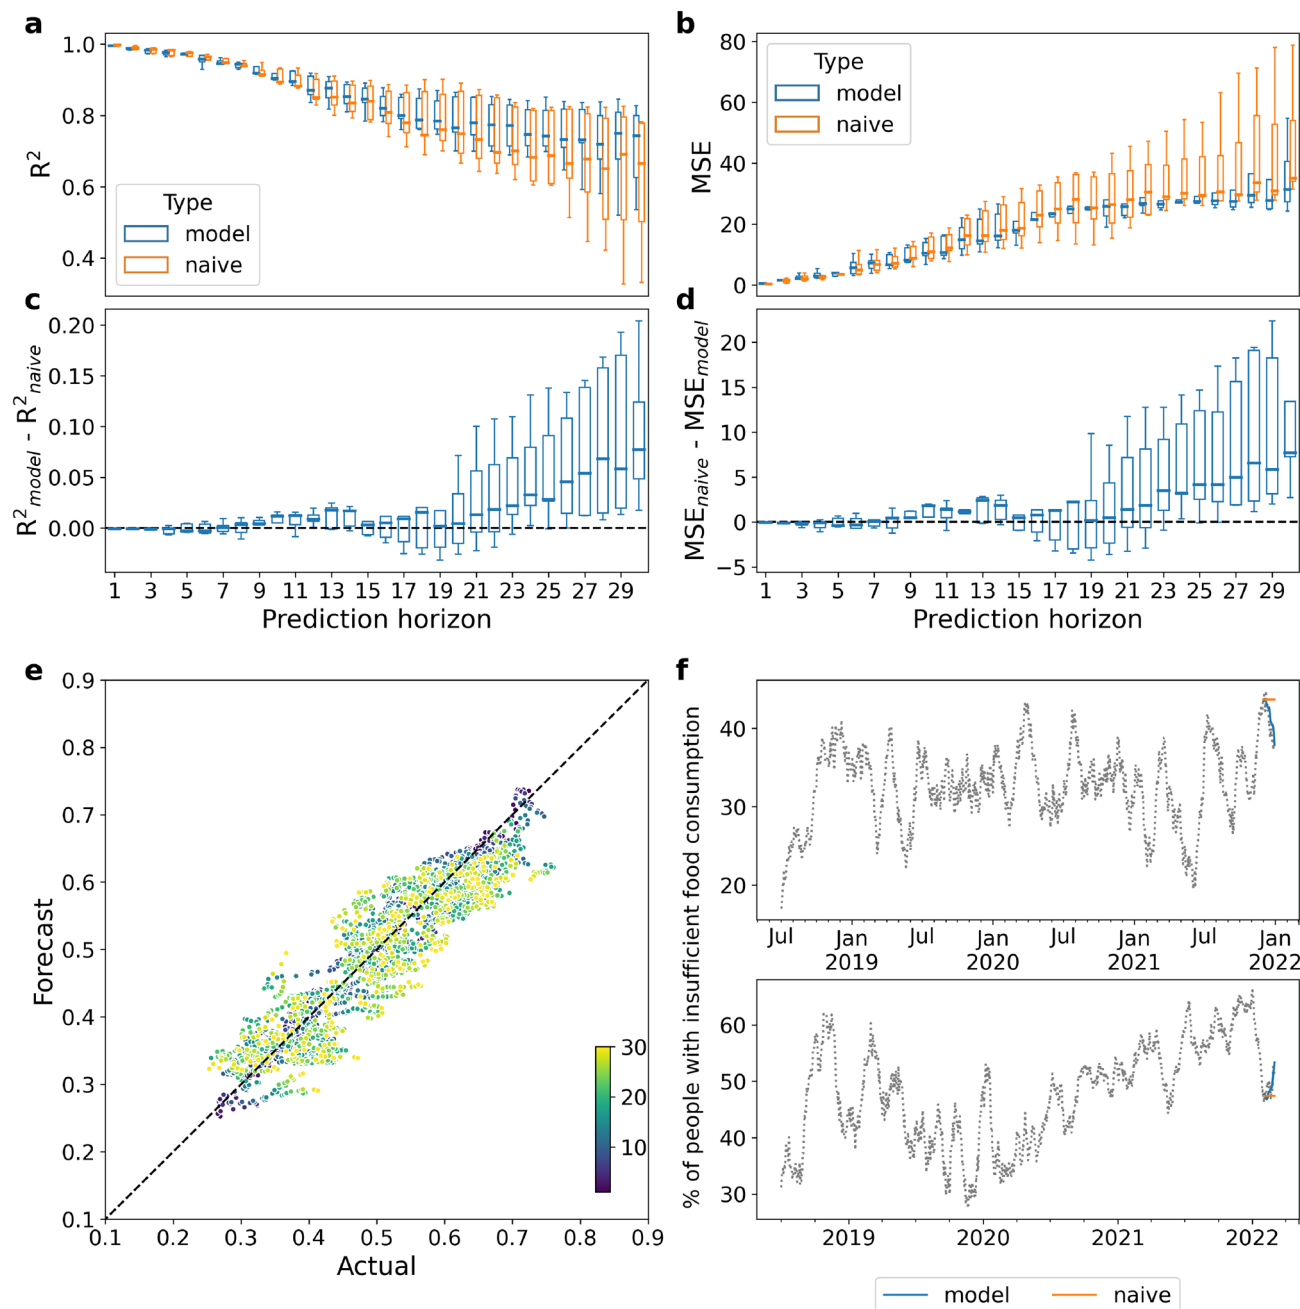 a
1.0
0.8
0.6
0.4
R²
Type
model
naive
b
80
60
40
20
0
MSE
Type
model
naive
c
0.20
0.15
0.10
0.05
0.00
R²model - R²naive
1 3 5 7 9 11 13 15 17 19 21 23 25 27 29
Prediction horizon
d
20
15
10
5
0
−5
MSEnaive - MSEmodel
1 3 5 7 9 11 13 15 17 19 21 23 25 27 29
Prediction horizon
e
0.9
0.8
0.7
0.6
0.5
0.4
0.3
0.2
0.1
Forecast
30
20
10
0.1 0.2 0.3 0.4 0.5 0.6 0.7 0.8 0.9
Actual
f
% of people with insufficient food consumption
40
30
20
Jul Jan Jul Jan Jul Jan Jul Jan
2019 2020 2021 2022
60
50
40
30
2019 2020 2021 2022
model naive